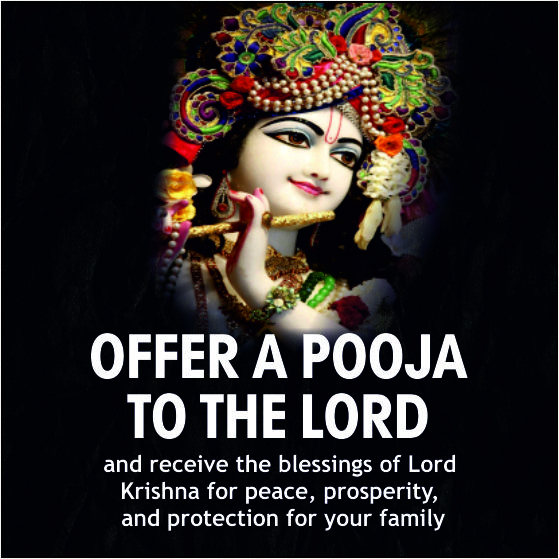 OFFER A POOJA
TO THE LORD
and receive the blessings of Lord
Krishna for peace, prosperity,
and protection for your family